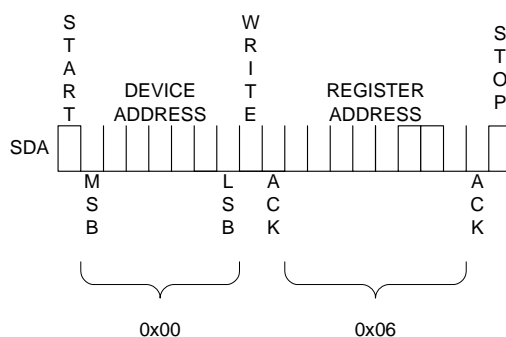 START
DEVICE
ADDRESS
WRITE
REGISTER
ADDRESS
STOP
SDA
MSB
LSB
ACK
ACK
0x00
0x06